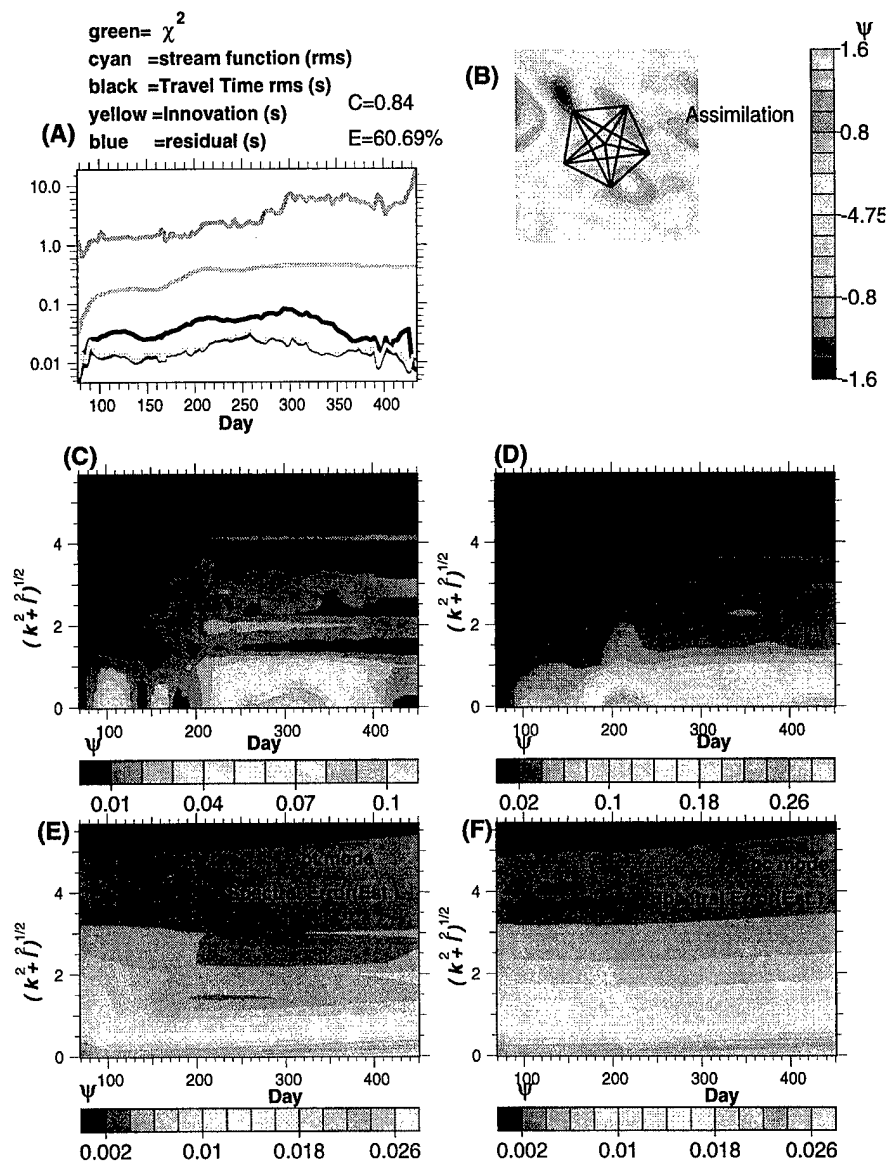 green= χ²
cyan =stream function (rms)
black =Travel Time rms (s)
yellow =Innovation (s)
blue =residual (s)
C=0.84
E=60.69%
(A)
10.0
1.0
0.1
0.01
100 150 200 250 300 350 400
Day
(B)
Assimilation
ψ
1.6
0.8
-4.75
-0.8
-1.6
(C)
(k²+l²)^1/2
4
2
0
100 200 300 400
Day
ψ
0.01 0.04 0.07 0.1
(D)
(k²+l²)^1/2
4
2
0
100 200 300 400
Day
ψ
0.02 0.1 0.18 0.26
(E)
(k²+l²)^1/2
4
2
0
100 200 300 400
Day
ψ
0.002 0.01 0.018 0.026
(F)
mode
(k²+l²)^1/2
4
2
0
100 200 300 400
Day
ψ
0.002 0.01 0.018 0.026